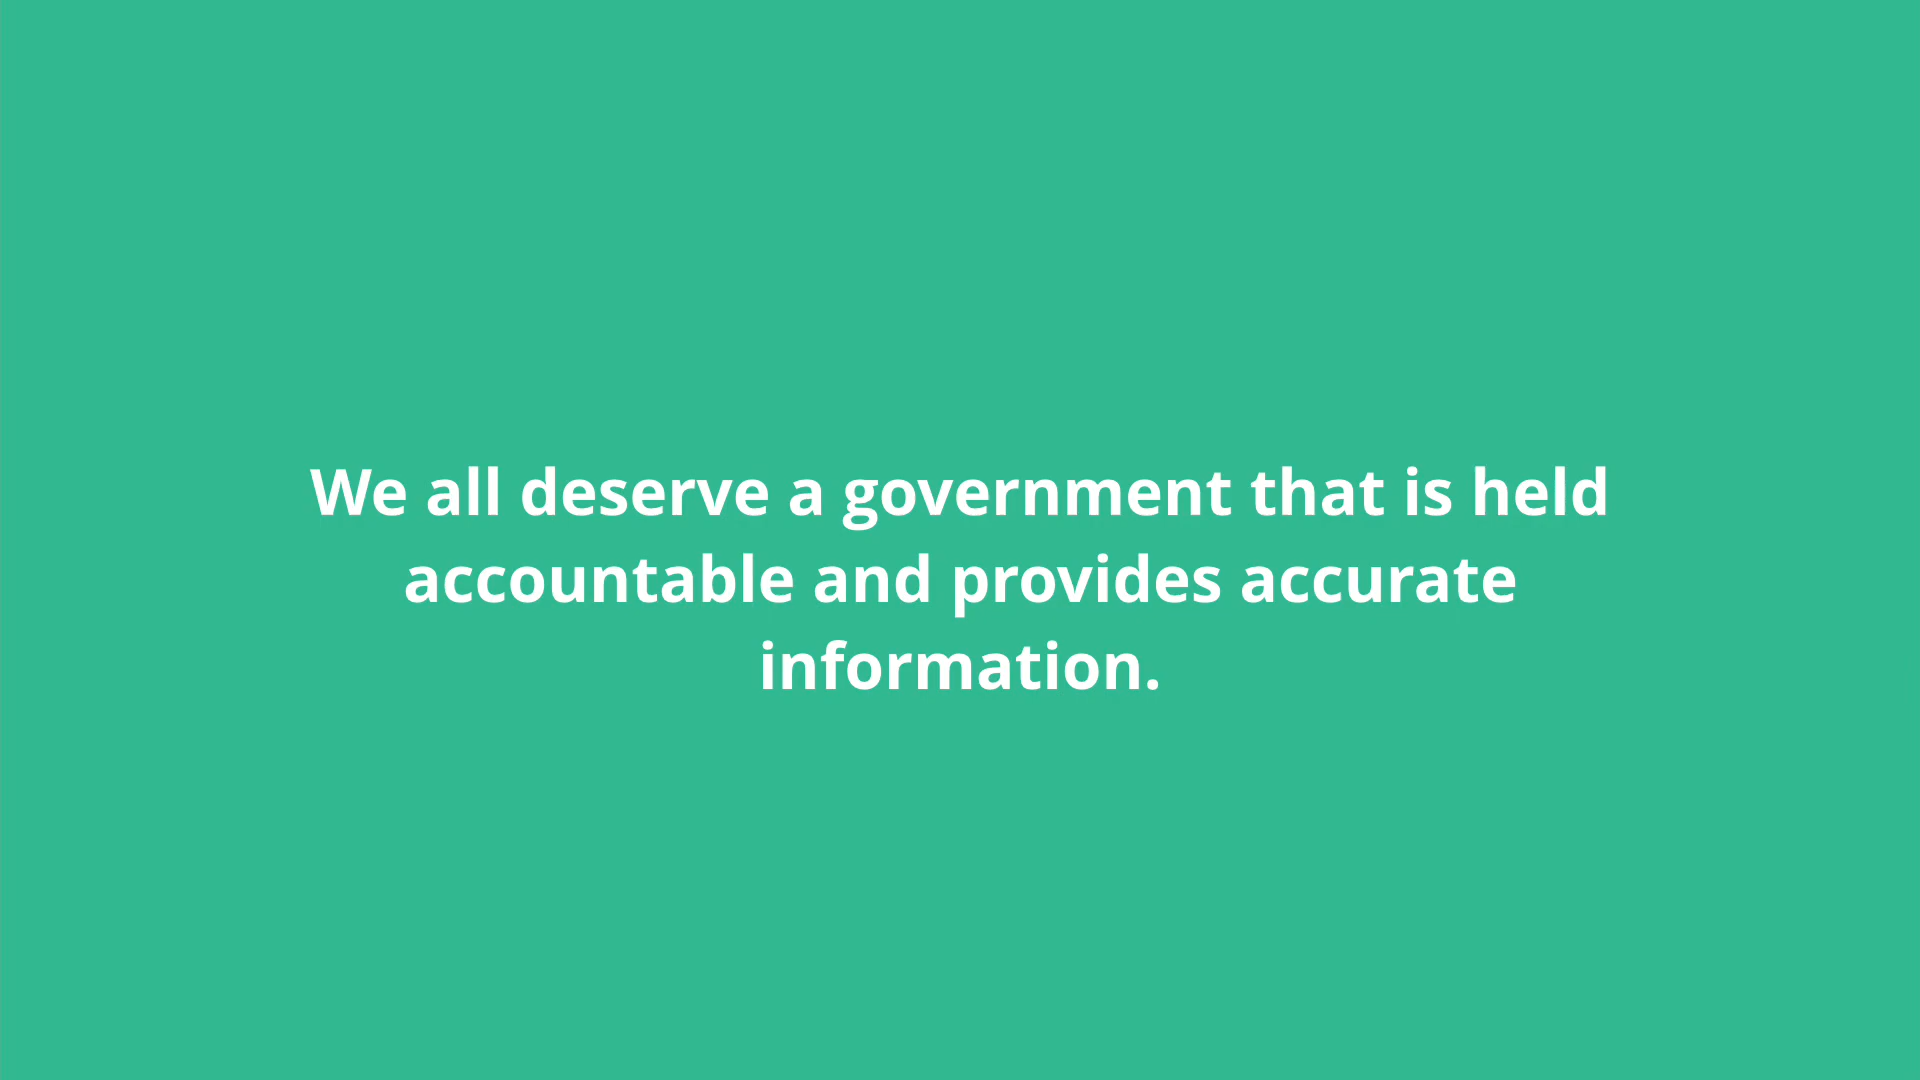 We all deserve a government that is held
accountable and provides accurate
information.